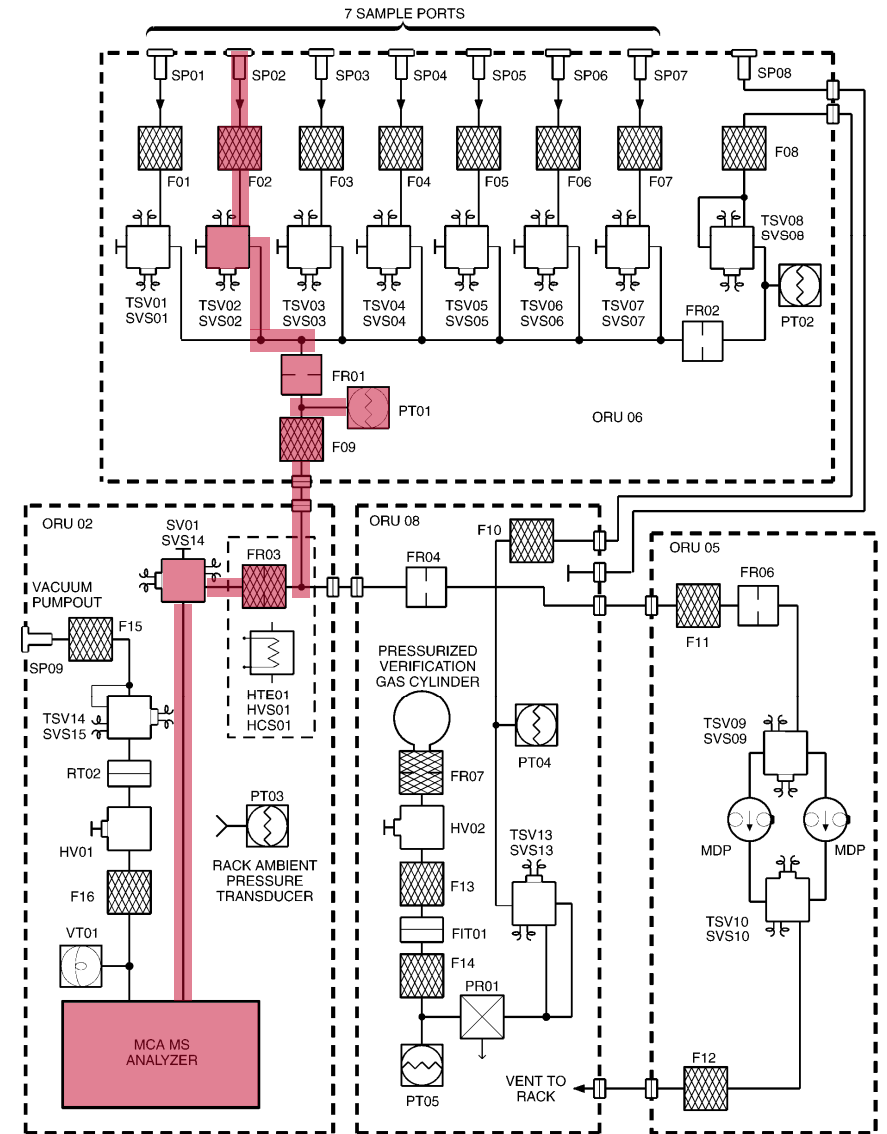 7 SAMPLE PORTS
SP01
SP02
SP03
SP04
SP05
SP06
SP07
SP08
F01
F02
F03
F04
F05
F06
F07
F08
TSV01
SVS01
TSV02
SVS02
TSV03
SVS03
TSV04
SVS04
TSV05
SVS05
TSV06
SVS06
TSV07
SVS07
TSV08
SVS08
FR02
PT02
FR01
PT01
F09
ORU 06
ORU 02
SV01
SVS14
FR03
VACUUM
PUMPOUT
F15
SP09
HTE01
HVS01
HCS01
TSV14
SVS15
RT02
HV01
PT03
RACK AMBIENT
PRESSURE
TRANSDUCER
F16
VT01
MCA MS
ANALYZER
ORU 08
F10
FR04
PRESSURIZED
VERIFICATION
GAS CYLINDER
FR07
PT04
HV02
TSV13
SVS13
F13
FIT01
F14
PR01
PT05
VENT TO
RACK
ORU 05
FR06
F11
TSV09
SVS09
MDP
MDP
TSV10
SVS10
F12